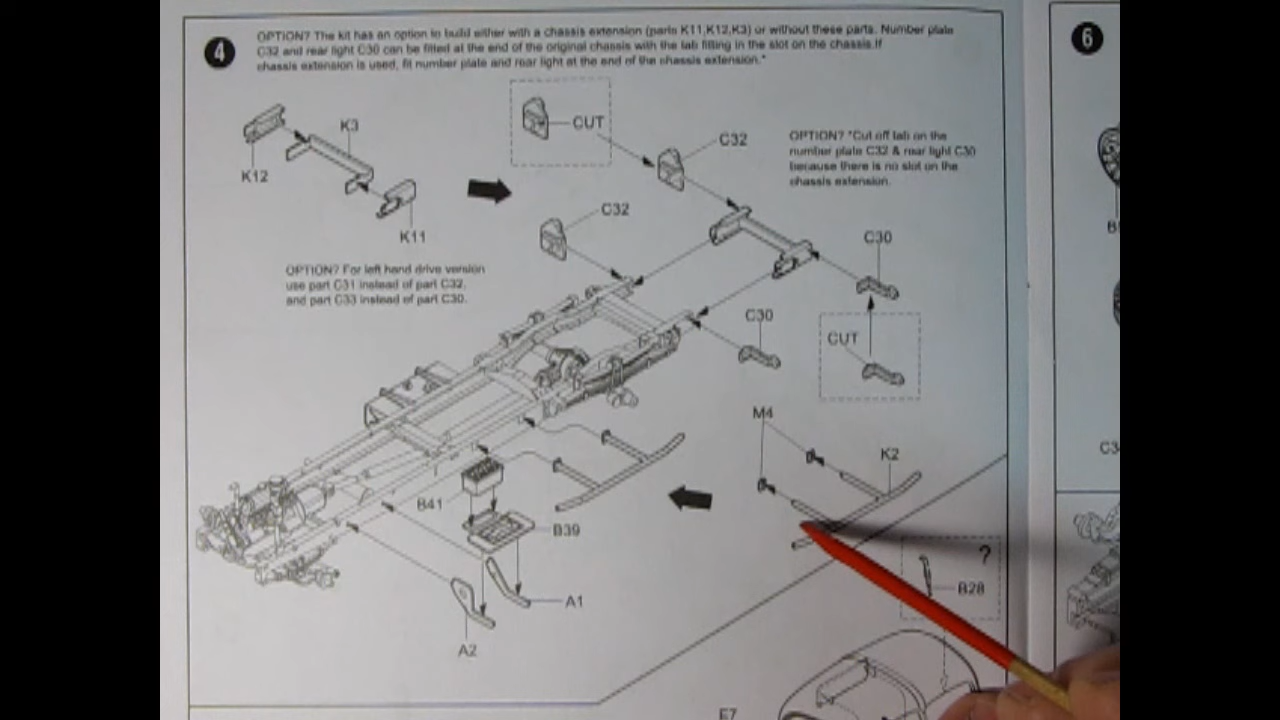 4
OPTION? The kit has an option to build either with a chassis extension (parts K11,K12,K3) or without these parts. Number plate
C32 and rear light C30 can be fitted at the end of the original chassis with the tab fitting in the slot on the chassis.If
chassis extension is used, fit number plate and rear light at the end of the chassis extension.*
6
K3
K12
K11
CUT
C32
OPTION? *Cut off tab on the
number plate C32 & rear light C30
because there is no slot on the
chassis extension.
C32
C30
OPTION? For left hand drive version
use part C31 instead of part C32,
and part C33 instead of part C30.
C30
CUT
M4
K2
B41
B39
?
B28
A1
A2
E7